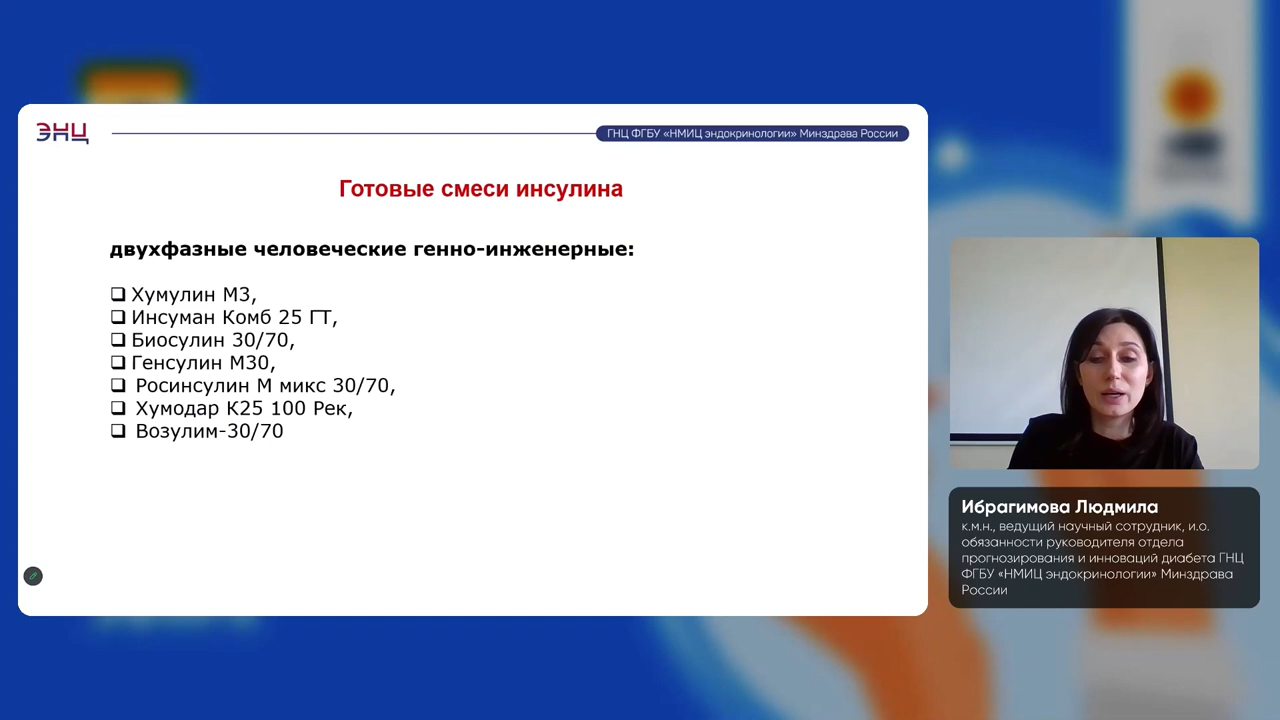 ЭНЦ
ГНЦ ФГБУ «НМИЦ эндокринологии» Минздрава России
Готовые смеси инсулина
двухфазные человеческие генно-инженерные:
Хумулин М3,
Инсуман Комб 25 ГТ,
Биосулин 30/70,
Генсулин М30,
Росинсулин М микс 30/70,
Хумодар К25 100 Рек,
Возулим-30/70
Ибрагимова Людмила
к.м.н., ведущий научный сотрудник, и.о.
обязанности руководителя отдела
прогнозирования и инноваций диабета ГНЦ
ФГБУ «НМИЦ эндокринологии» Минздрава
России